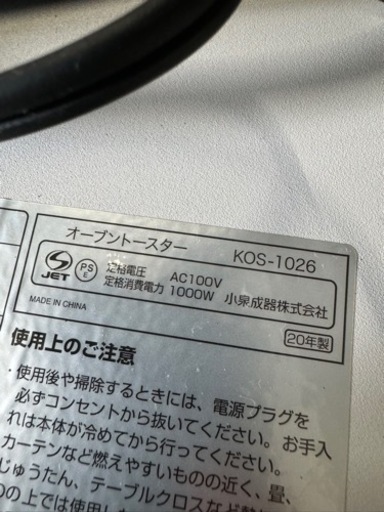 オーブントースター KOS-1026
JET PSE 定格電圧 AC100V
定格消費電力 1000W 小泉成器株式会社
MADE IN CHINA
20年製
使用上のご注意
・使用後や掃除するときには、電源プラグを
必ずコンセントから抜いてください。お手入
れは本体が冷めてから行ってください。
カーテンなど燃えやすいものの近く、畳、
じゅうたん、テーブルクロスなど熱
の上では使用し